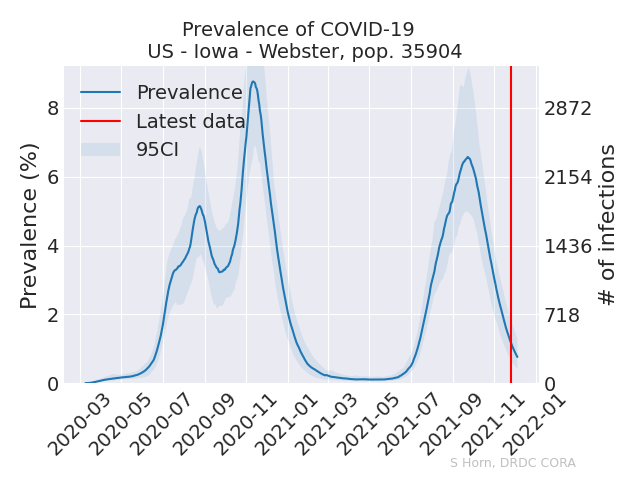 Prevalence of COVID-19
US - Iowa - Webster, pop. 35904
Prevalence
Latest data
95CI
Prevalence (%)
8
6
4
2
0
2872
2154
1436
718
0
# of infections
2020-03
2020-05
2020-07
2020-09
2020-11
2021-01
2021-03
2021-05
2021-07
2021-09
2021-11
2022-01
S Horn, DRDC CORA